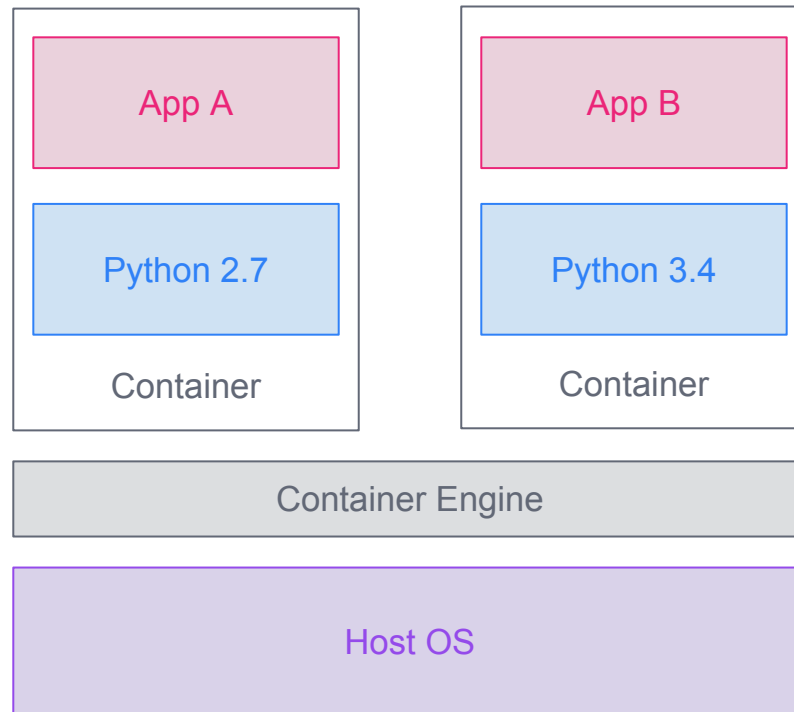 App A
App B
Python 2.7
Python 3.4
Container
Container
Container Engine
Host OS